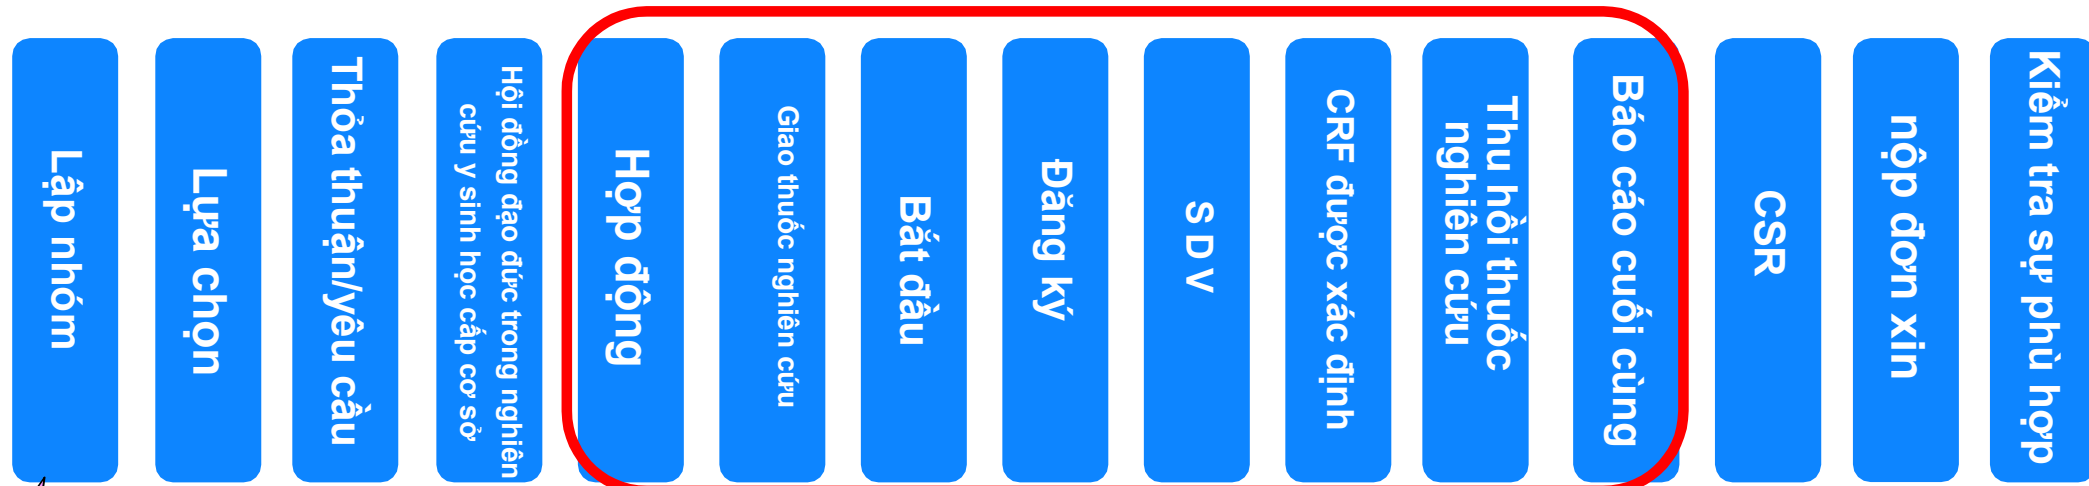 Lập nhóm
Lựa chọn
Thỏa thuận/yêu cầu
Hội đồng đạo đức trong nghiên
cứu y sinh học cấp cơ sở
Hợp động
Giao thuốc nghiên cứu
Bắt đầu
Đăng ký
S D V
CRF được xác định
Thu hồi thuốc
nghiên cứu
Báo cáo cuối cùng
CSR
nộp đơn xin
Kiểm tra sự phù hợp